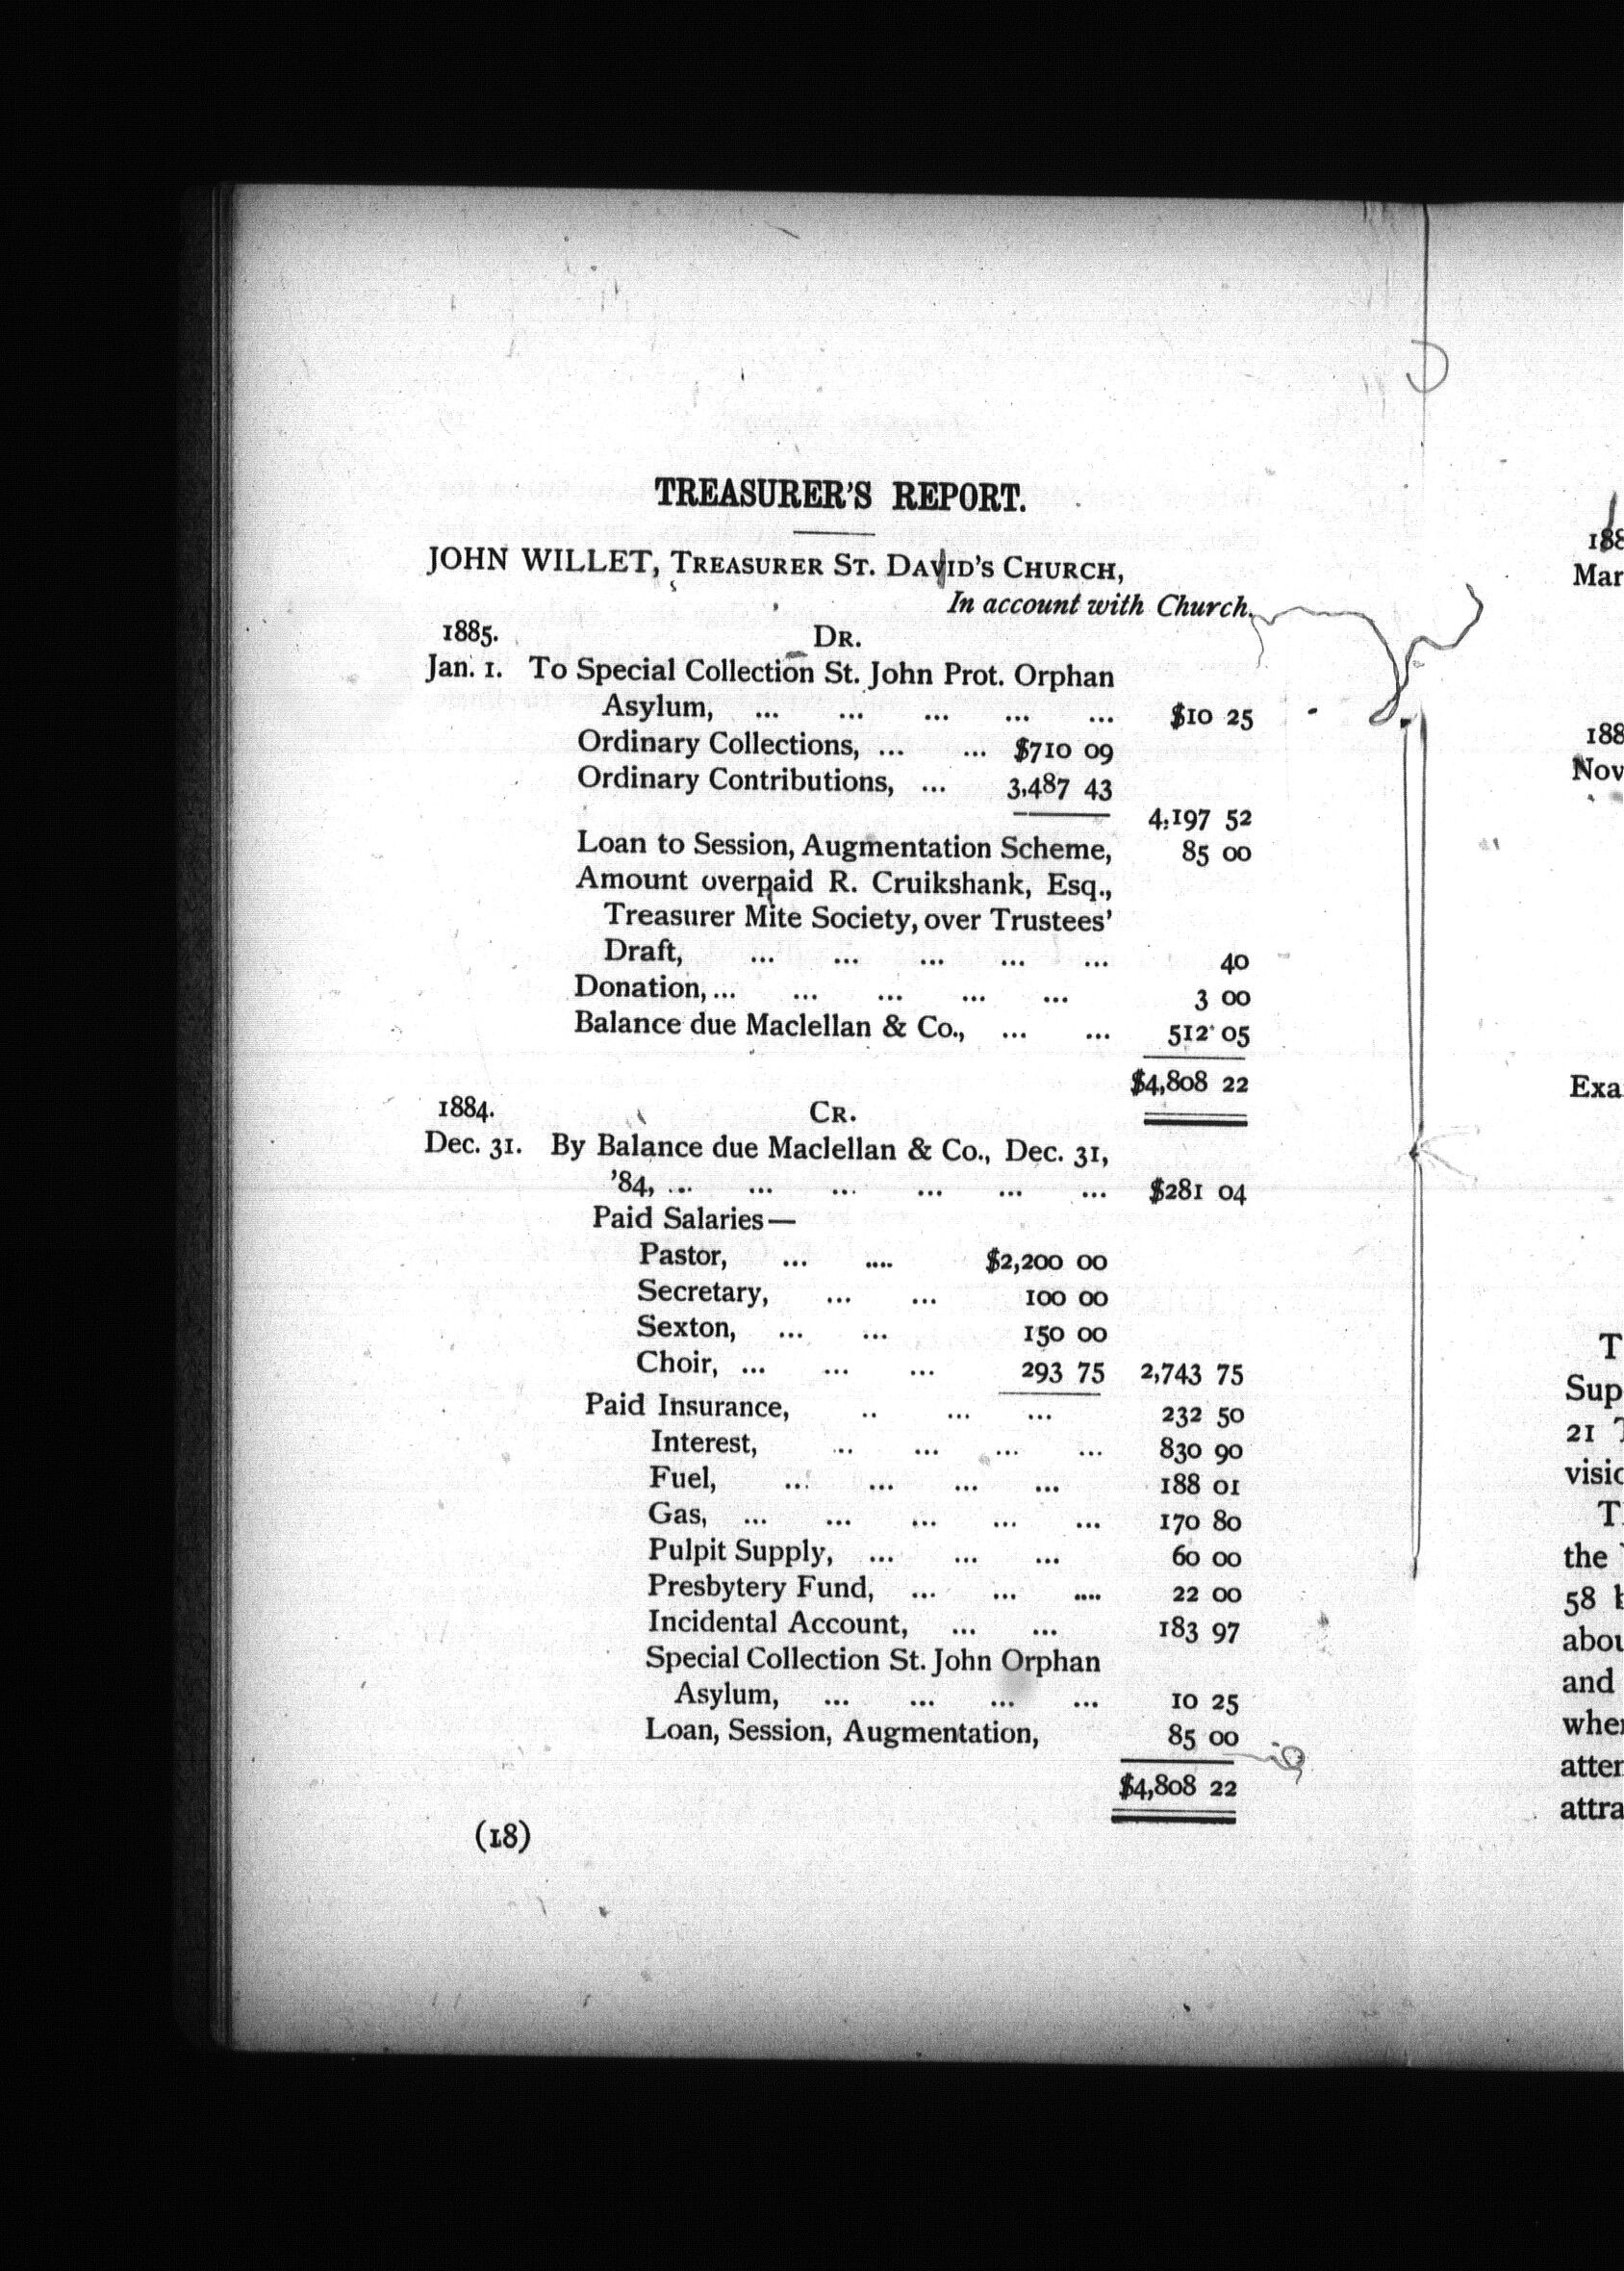 TREASURER'S REPORT.
JOHN WILLET, TREASURER ST. DAVID'S CHURCH,
In account with Church.
1885. DR.
Jan. 1. To Special Collection St. John Prot. Orphan
Asylum, ... ... ... ... ... $10 25
Ordinary Collections, ... ... $710 09
Ordinary Contributions, ... 3,487 43
4,197 52
Loan to Session, Augmentation Scheme, 85 00
Amount overpaid R. Cruikshank, Esq.,
Treasurer Mite Society, over Trustees'
Draft, ... ... ... ... ... 40
Donation, ... ... ... ... ... 3 00
Balance due Maclellan & Co., ... ... 512 05
$4,808 22
1884. CR.
Dec. 31. By Balance due Maclellan & Co., Dec. 31,
'84, ... ... ... ... ... ... $281 04
Paid Salaries—
Pastor, ... .... $2,200 00
Secretary, ... ... 100 00
Sexton, ... ... 150 00
Choir, ... ... ... 293 75 2,743 75
Paid Insurance, .. ... ... 232 50
Interest, ... ... ... ... 830 90
Fuel, ... ... ... ... 188 01
Gas, ... ... ... ... ... 170 80
Pulpit Supply, ... ... ... 60 00
Presbytery Fund, ... ... .... 22 00
Incidental Account, ... ... 183 97
Special Collection St. John Orphan
Asylum, ... ... ... ... 10 25
Loan, Session, Augmentation, 85 00
$4,808 22
(18)
188
Mar
188
Nov
Exa
T
Sup
21
visio
T
the
58
abou
and
when
atten
attra